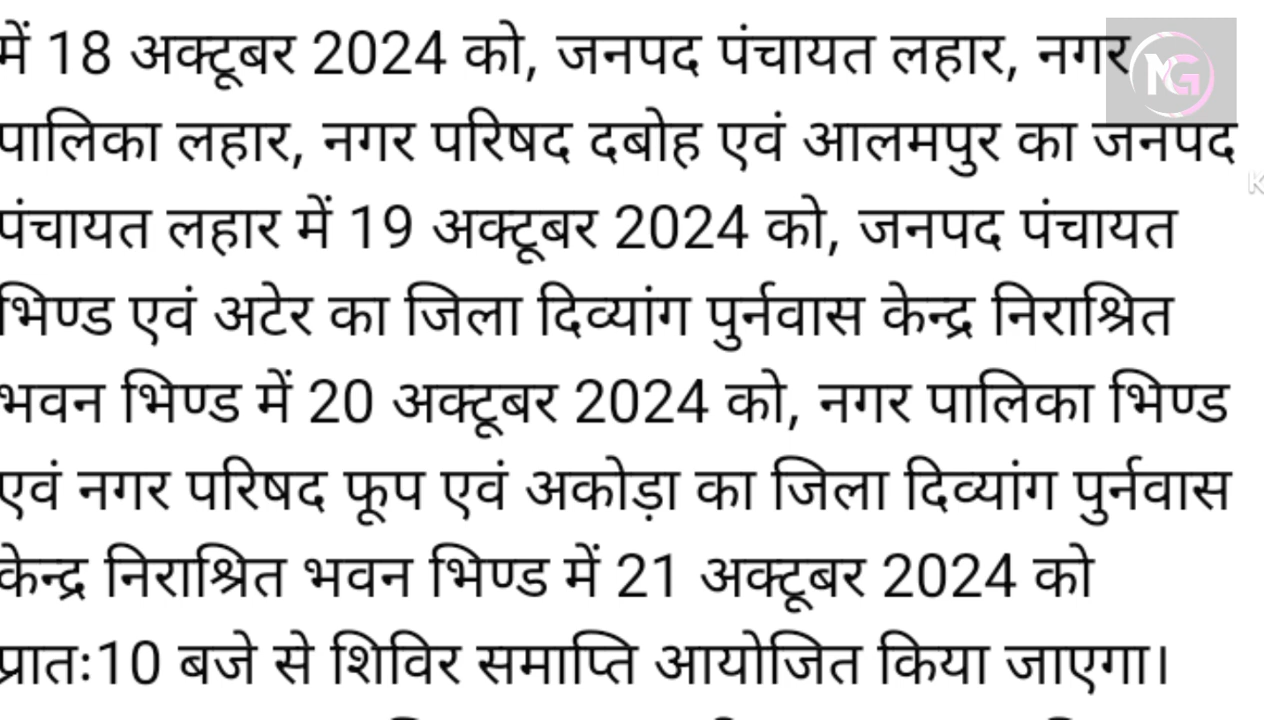 में 18 अक्टूबर 2024 को, जनपद पंचायत लहार, नगर
पालिका लहार, नगर परिषद दबोह एवं आलमपुर का जनपद
पंचायत लहार में 19 अक्टूबर 2024 को, जनपद पंचायत
भिण्ड एवं अटेर का जिला दिव्यांग पुर्नवास केन्द्र निराश्रित
भवन भिण्ड में 20 अक्टूबर 2024 को, नगर पालिका भिण्ड
एवं नगर परिषद फूप एवं अकोड़ा का जिला दिव्यांग पुर्नवास
केन्द्र निराश्रित भवन भिण्ड में 21 अक्टूबर 2024 को
प्रातः10 बजे से शिविर समाप्ति आयोजित किया जाएगा।